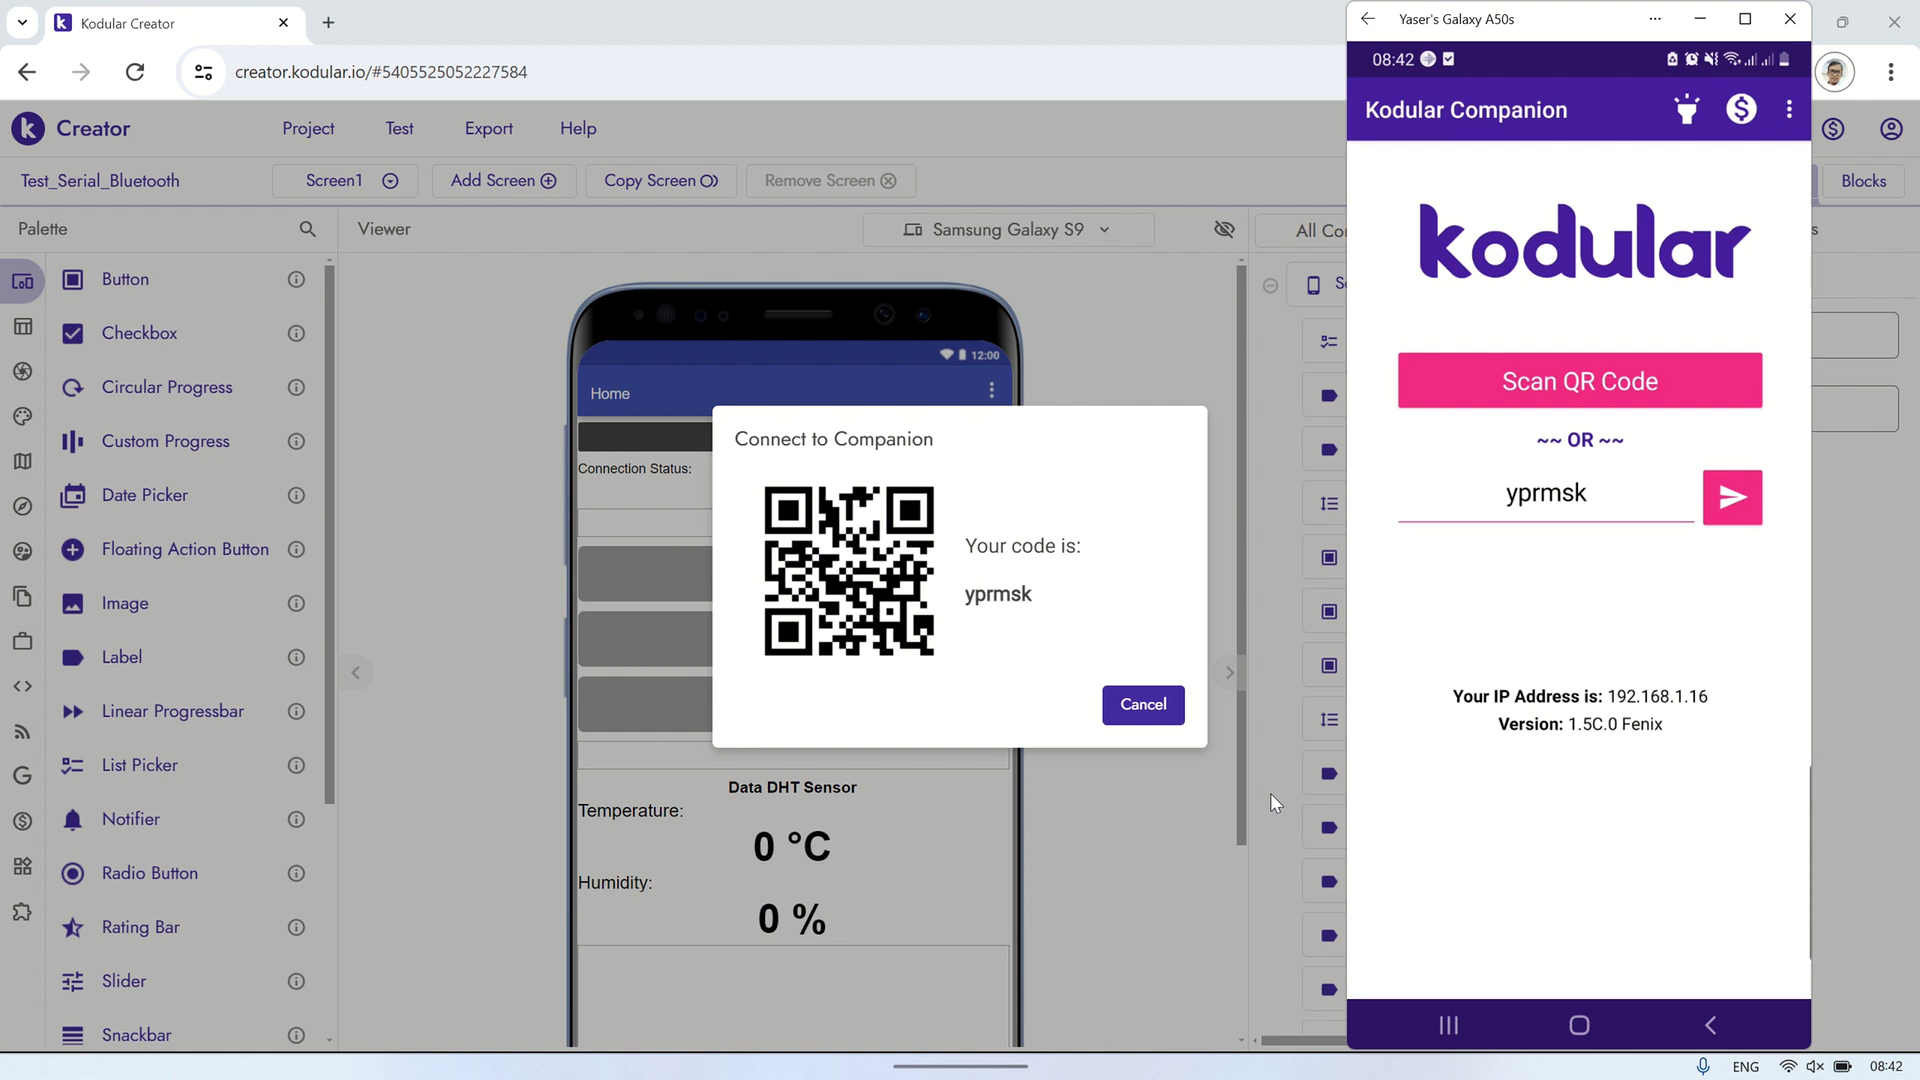 Kodular Creator
creator.kodular.io/#5405525052227584
Creator
Project
Test
Export
Help
Test_Serial_Bluetooth
Screen1
Add Screen
Copy Screen
Remove Screen
Blocks
Palette
Viewer
Samsung Galaxy S9
Button
Checkbox
Circular Progress
Custom Progress
Date Picker
Floating Action Button
Image
Label
Linear Progressbar
List Picker
Notifier
Radio Button
Rating Bar
Slider
Snackbar
12:00
Home
Connection Status:
Data DHT Sensor
Temperature:
0 °C
Humidity:
0 %
Connect to Companion
Your code is:
yprmsk
Cancel
Yaser's Galaxy A50s
08:42
Kodular Companion
kodular
Scan QR Code
~~ OR ~~
yprmsk
Your IP Address is: 192.168.1.16
Version: 1.5C.0 Fenix
ENG
08:42